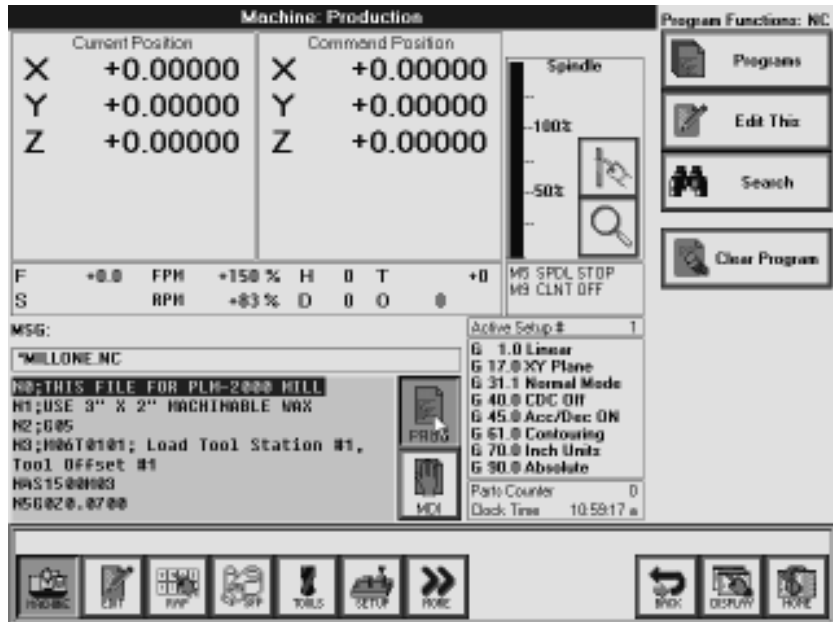 Machine: Production
Program Functions: NC
Current Position
Command Position
X +0.00000 X +0.00000
Y +0.00000 Y +0.00000
Z +0.00000 Z +0.00000
Spindle
100%
50%
Programs
Edit This
Search
Clear Program
F +0.0 FPM +150 % H 0 T +0
S RPM +83 % D 0 O 0
M5 SPDL STOP
M9 CLNT OFF
MSG:
*MILLONE.NC
N0;THIS FILE FOR PLM-2000 MILL
N1;USE 3" X 2" MACHINABLE WAX
N2;G05
N3;M06T0101; Load Tool Station #1,
Tool Offset #1
N4S1500M03
N5G020.0700
PROG
MDI
Active Setup # 1
G 1.0 Linear
G 17.0 XY Plane
G 31.1 Normal Mode
G 40.0 CDC Off
G 45.0 Acc/Dec ON
G 61.0 Contouring
G 70.0 Inch Units
G 90.0 Absolute
Parts Counter 0
Clock Time 10:59:17 a
MACHINE
EDIT
MAP
TOOLS
SETUP
MORE
BACK
DISPLAY
HOME